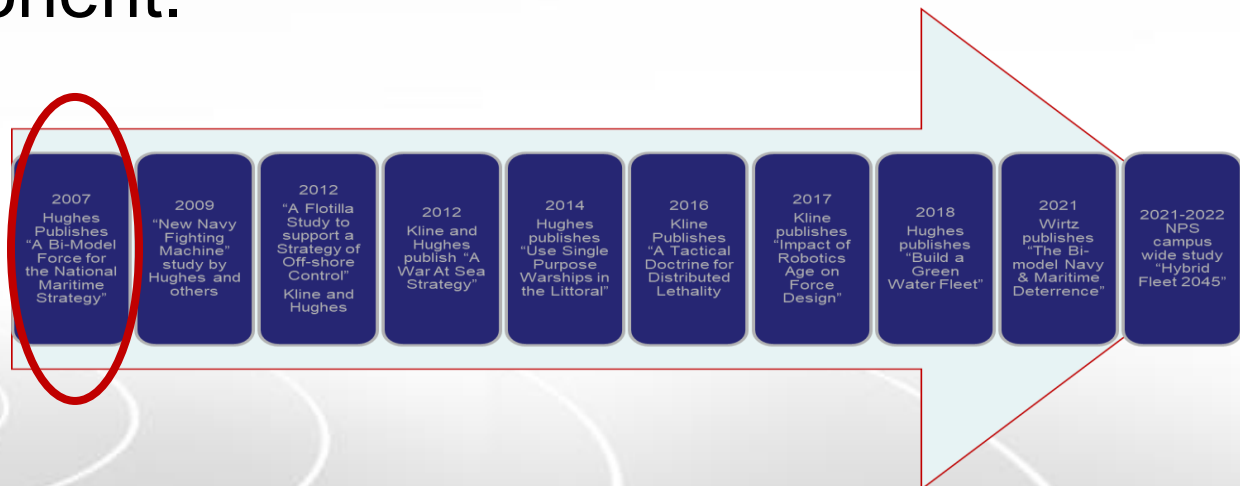 2007
Hughes
Publishes
“A Bi-Model
Force for
the National
Maritime
Strategy”
2009
“New Navy
Fighting
Machine”
study by
Hughes and
others
2012
“A Flotilla
Study to
support a
Strategy of
Off-shore
Control”
Kline and
Hughes
2012
Kline and
Hughes
publish “A
War At Sea
Strategy”
2014
Hughes
publishes
“Use Single
Purpose
Warships in
the Littoral”
2016
Kline
Publishes
“A Tactical
Doctrine for
Distributed
Lethality
2017
Kline
publishes
“Impact of
Robotics
Age on
Force
Design”
2018
Hughes
publishes
“Build a
Green
Water Fleet”
2021
Wirtz
publishes
“The Bi-
model Navy
& Maritime
Deterrence”
2021-2022
NPS
campus
wide study
“Hybrid
Fleet 2045”